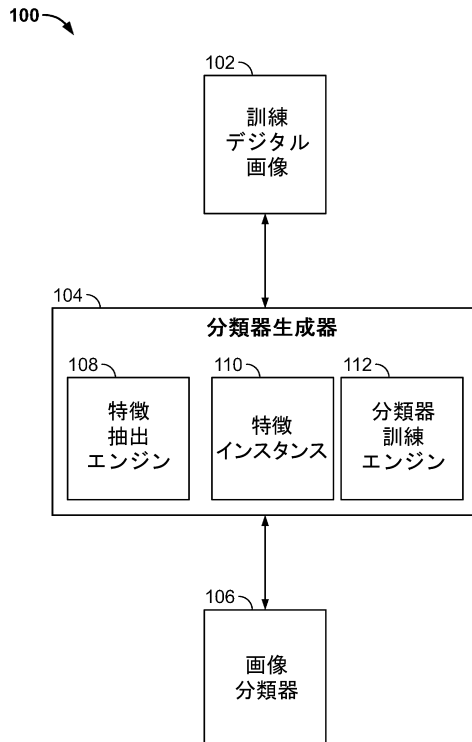 100
102
訓練
デジタル
画像
104
分類器生成器
108
特徴
抽出
エンジン
110
特徴
インスタンス
112
分類器
訓練
エンジン
106
画像
分類器